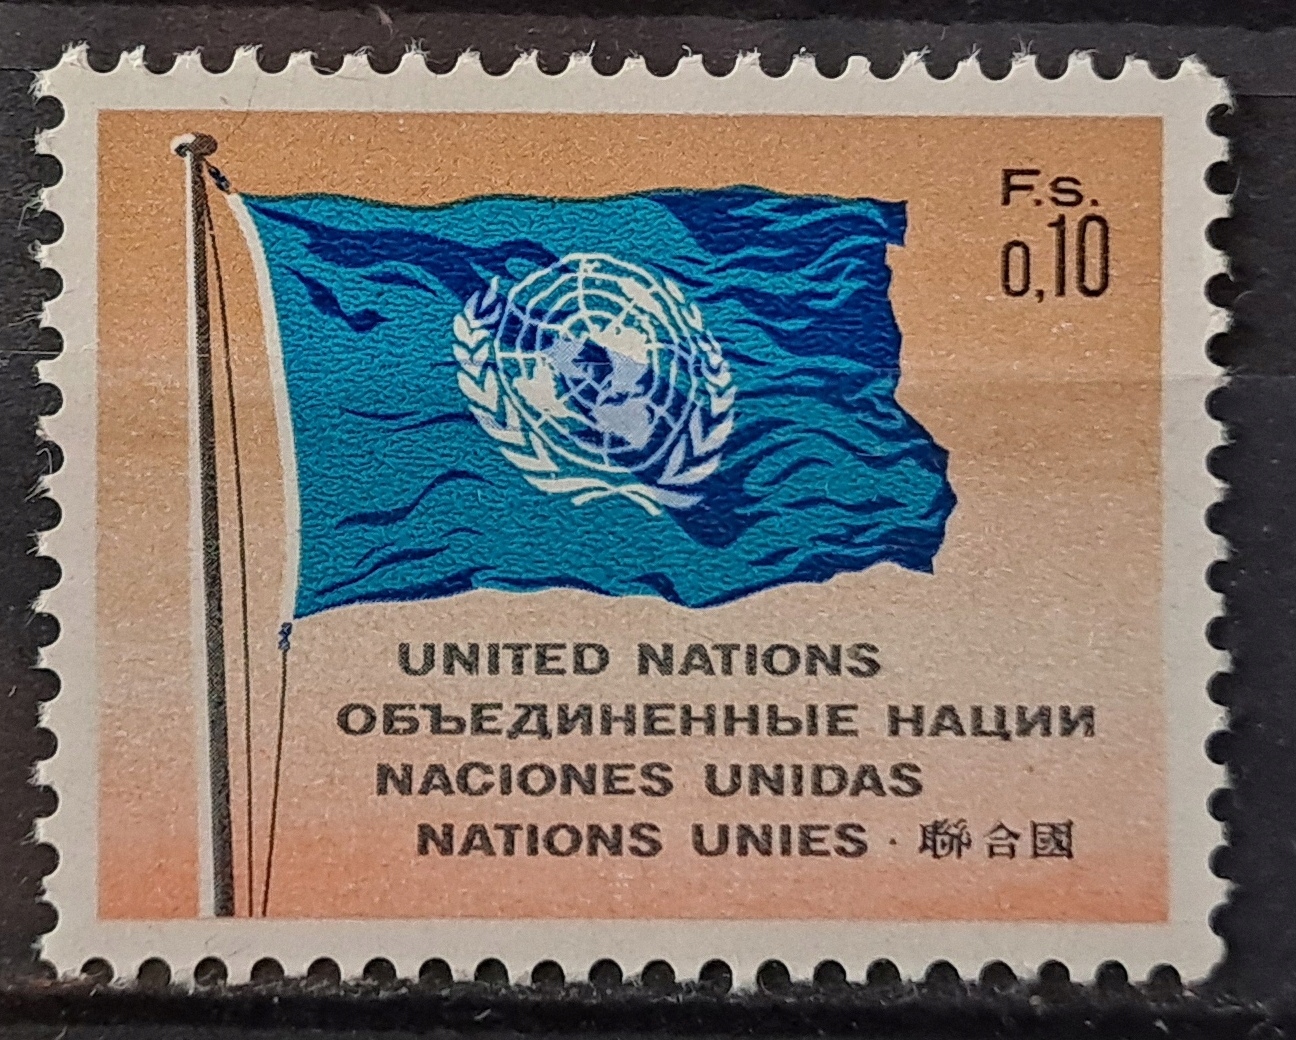 F.s.
0,10
UNITED NATIONS
ОБЪЕДИНЕННЫЕ НАЦИИ
NACIONES UNIDAS
NATIONS UNIES · 聯合國